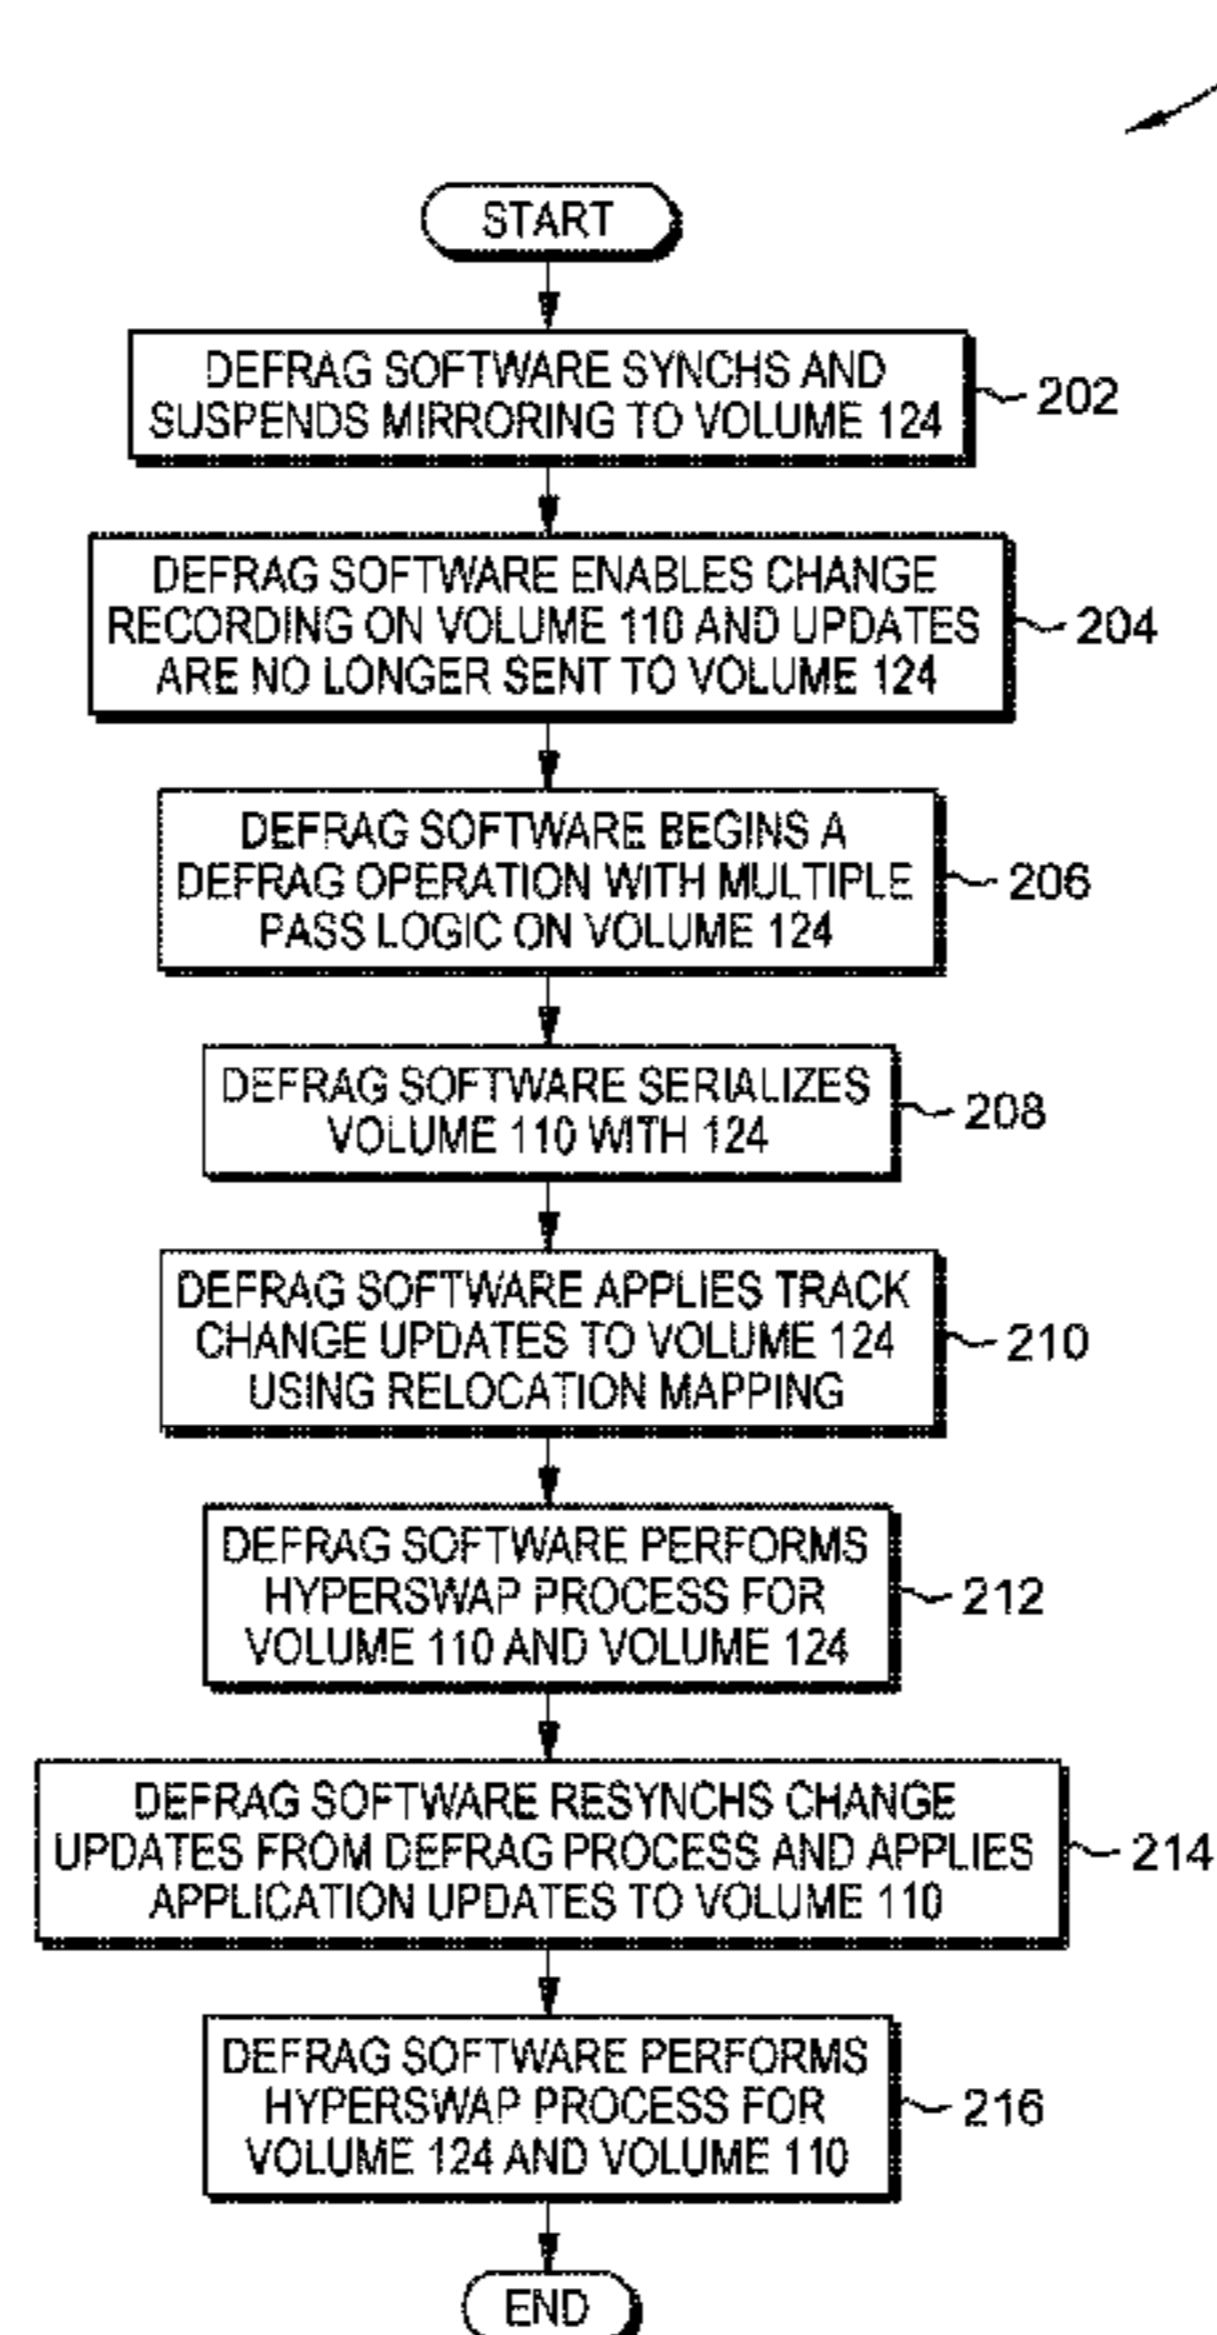 START
DEFRAG SOFTWARE SYNCHS AND
SUSPENDS MIRRORING TO VOLUME 124
202
DEFRAG SOFTWARE ENABLES CHANGE
RECORDING ON VOLUME 110 AND UPDATES
ARE NO LONGER SENT TO VOLUME 124
204
DEFRAG SOFTWARE BEGINS A
DEFRAG OPERATION WITH MULTIPLE
PASS LOGIC ON VOLUME 124
206
DEFRAG SOFTWARE SERIALIZES
VOLUME 110 WITH 124
208
DEFRAG SOFTWARE APPLIES TRACK
CHANGE UPDATES TO VOLUME 124
USING RELOCATION MAPPING
210
DEFRAG SOFTWARE PERFORMS
HYPERSWAP PROCESS FOR
VOLUME 110 AND VOLUME 124
212
DEFRAG SOFTWARE RESYNCHS CHANGE
UPDATES FROM DEFRAG PROCESS AND APPLIES
APPLICATION UPDATES TO VOLUME 110
214
DEFRAG SOFTWARE PERFORMS
HYPERSWAP PROCESS FOR
VOLUME 124 AND VOLUME 110
216
END